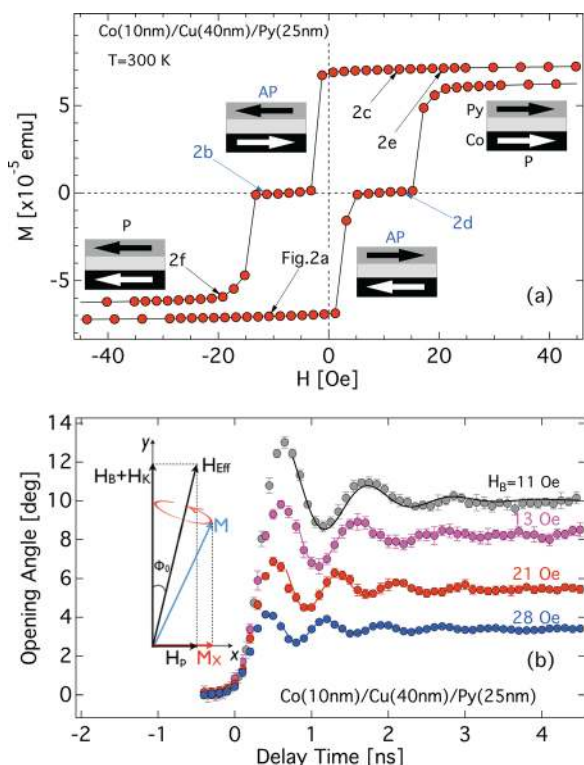 Co(10nm)/Cu(40nm)/Py(25nm)
T=300 K
AP
2c
2e
Py
Co
P
2b
2d
P
2f
Fig.2a
AP
(a)
M [x10⁻⁵ emu]
5
0
-5
-40
-20
0
20
40
H [Oe]
14
12
10
8
6
4
2
0
Opening Angle [deg]
y
H_B+H_K
H_Eff
M
Φ₀
H_P
M_X
x
H_B=11 Oe
13 Oe
21 Oe
28 Oe
(b)
Co(10nm)/Cu(40nm)/Py(25nm)
-2
-1
0
1
2
3
4
Delay Time [ns]